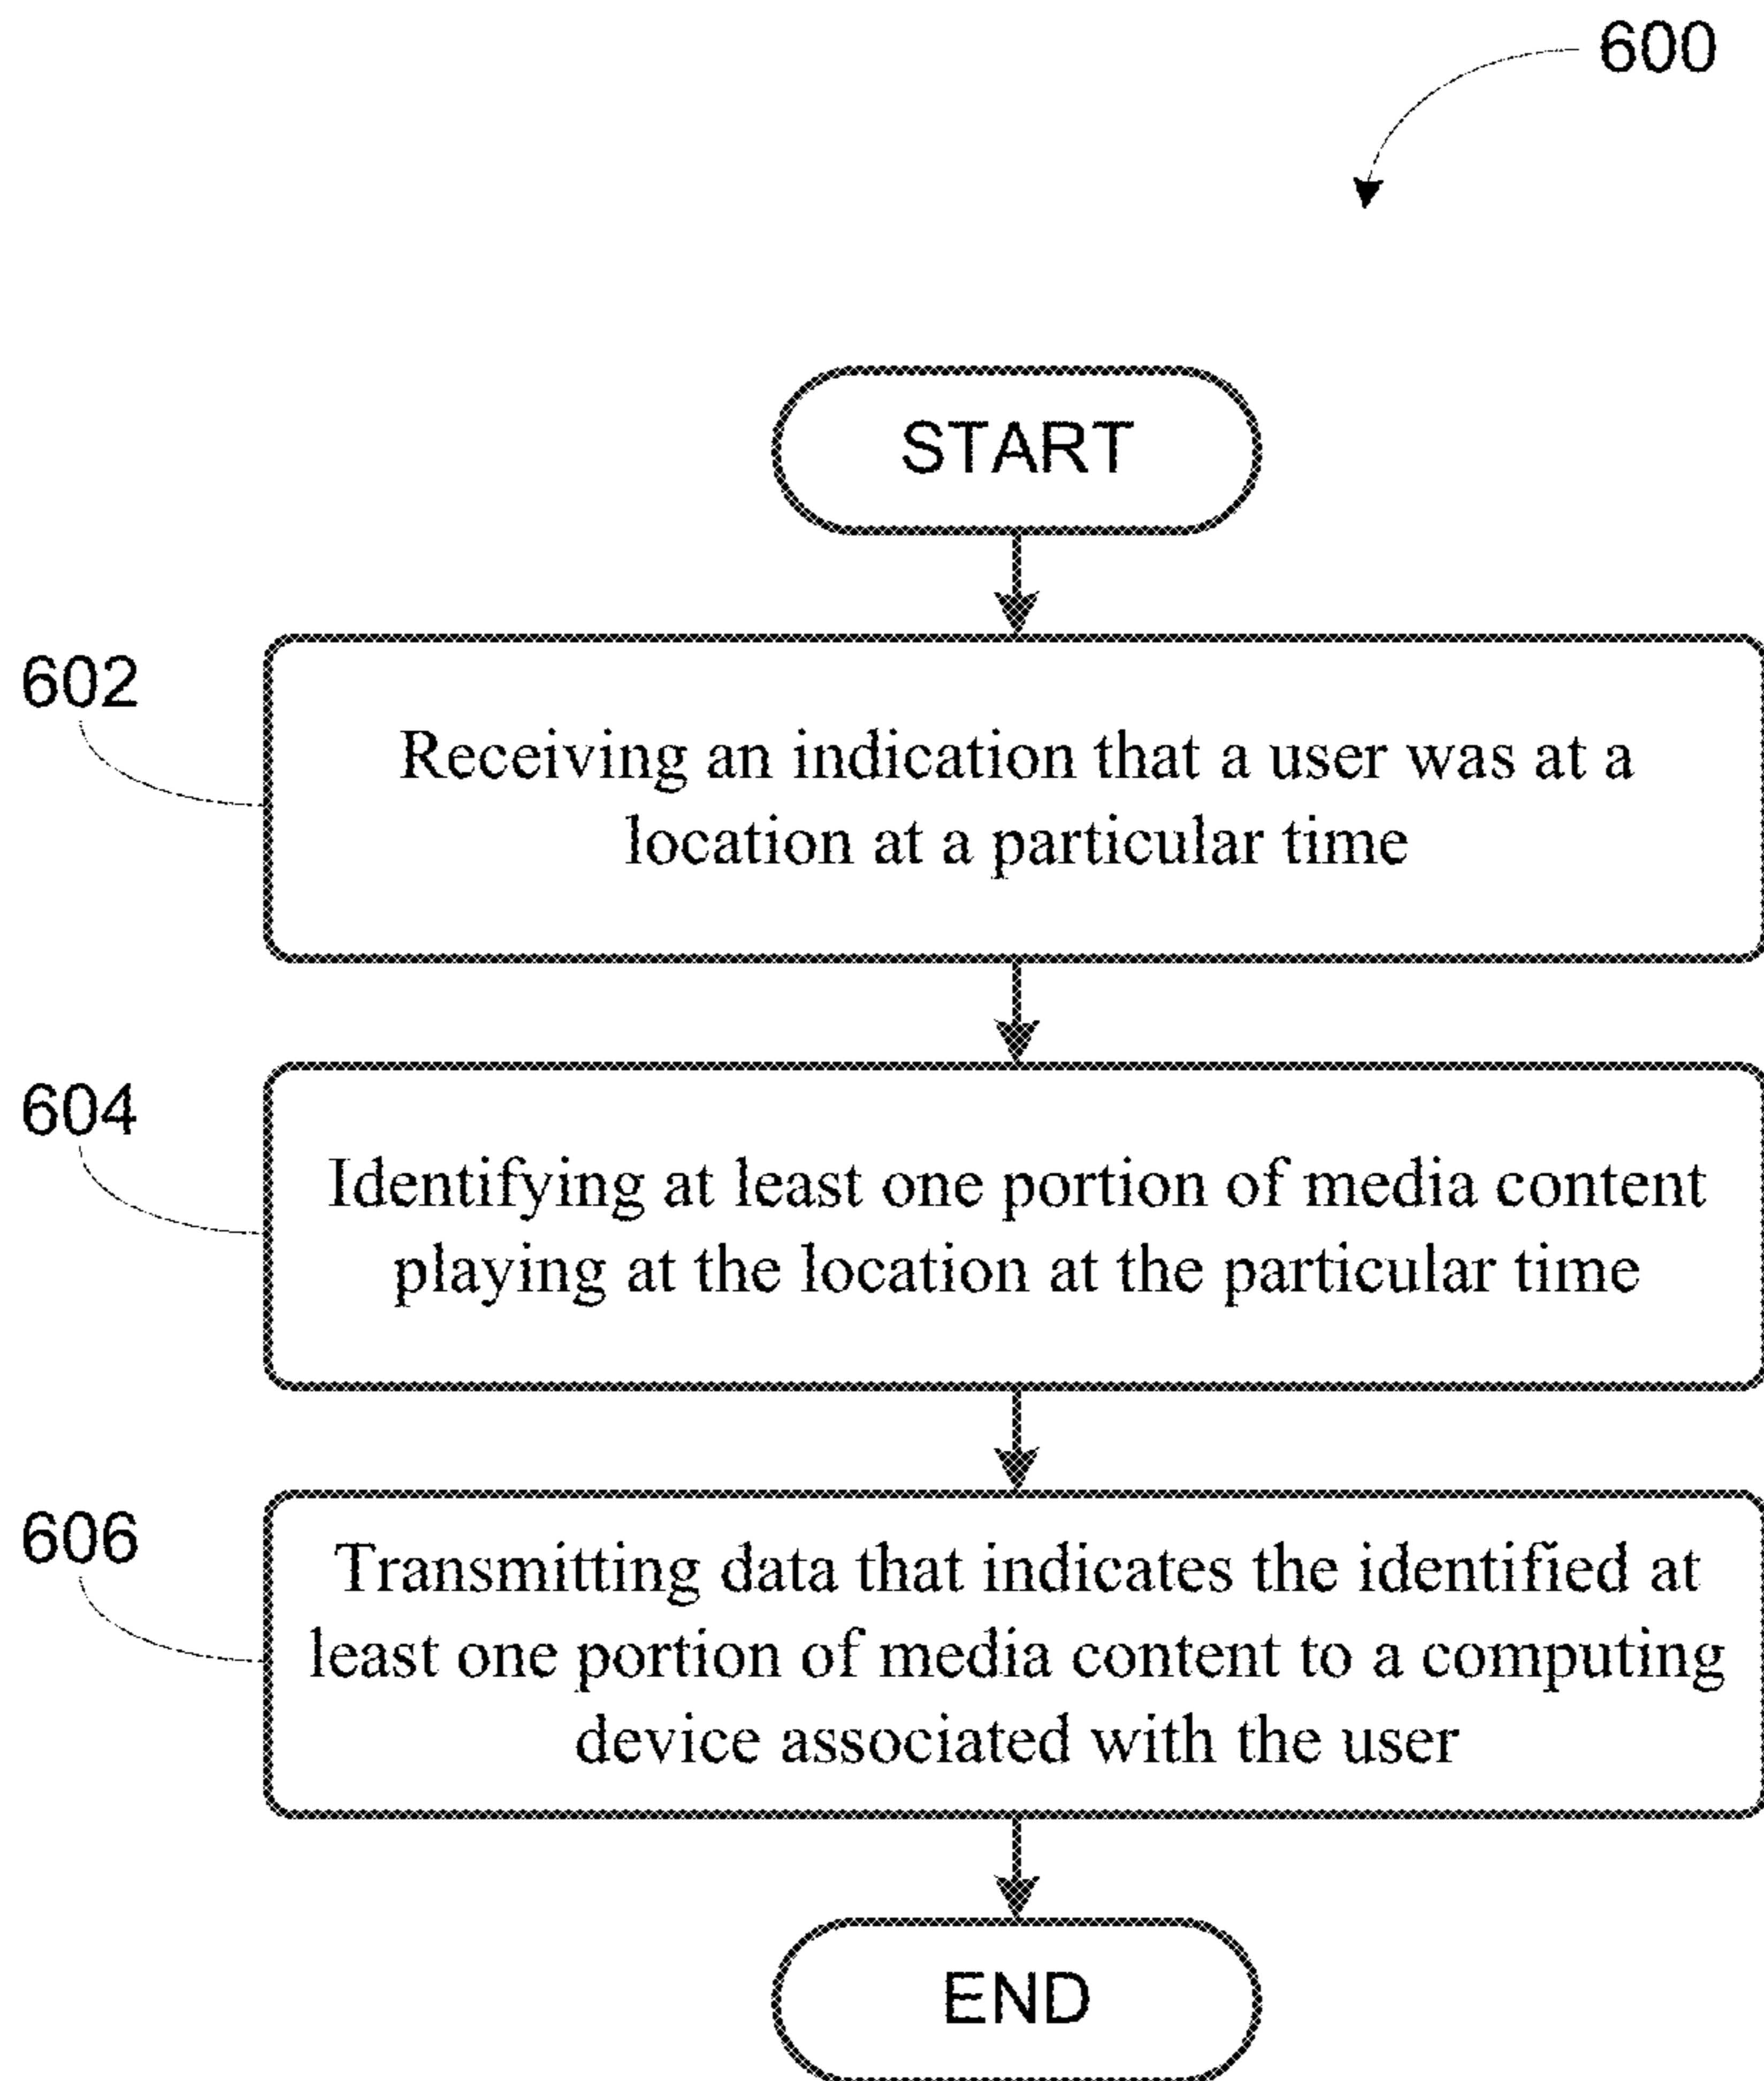 600
START
602
Receiving an indication that a user was at a
location at a particular time
604
Identifying at least one portion of media content
playing at the location at the particular time
606
Transmitting data that indicates the identified at
least one portion of media content to a computing
device associated with the user
END